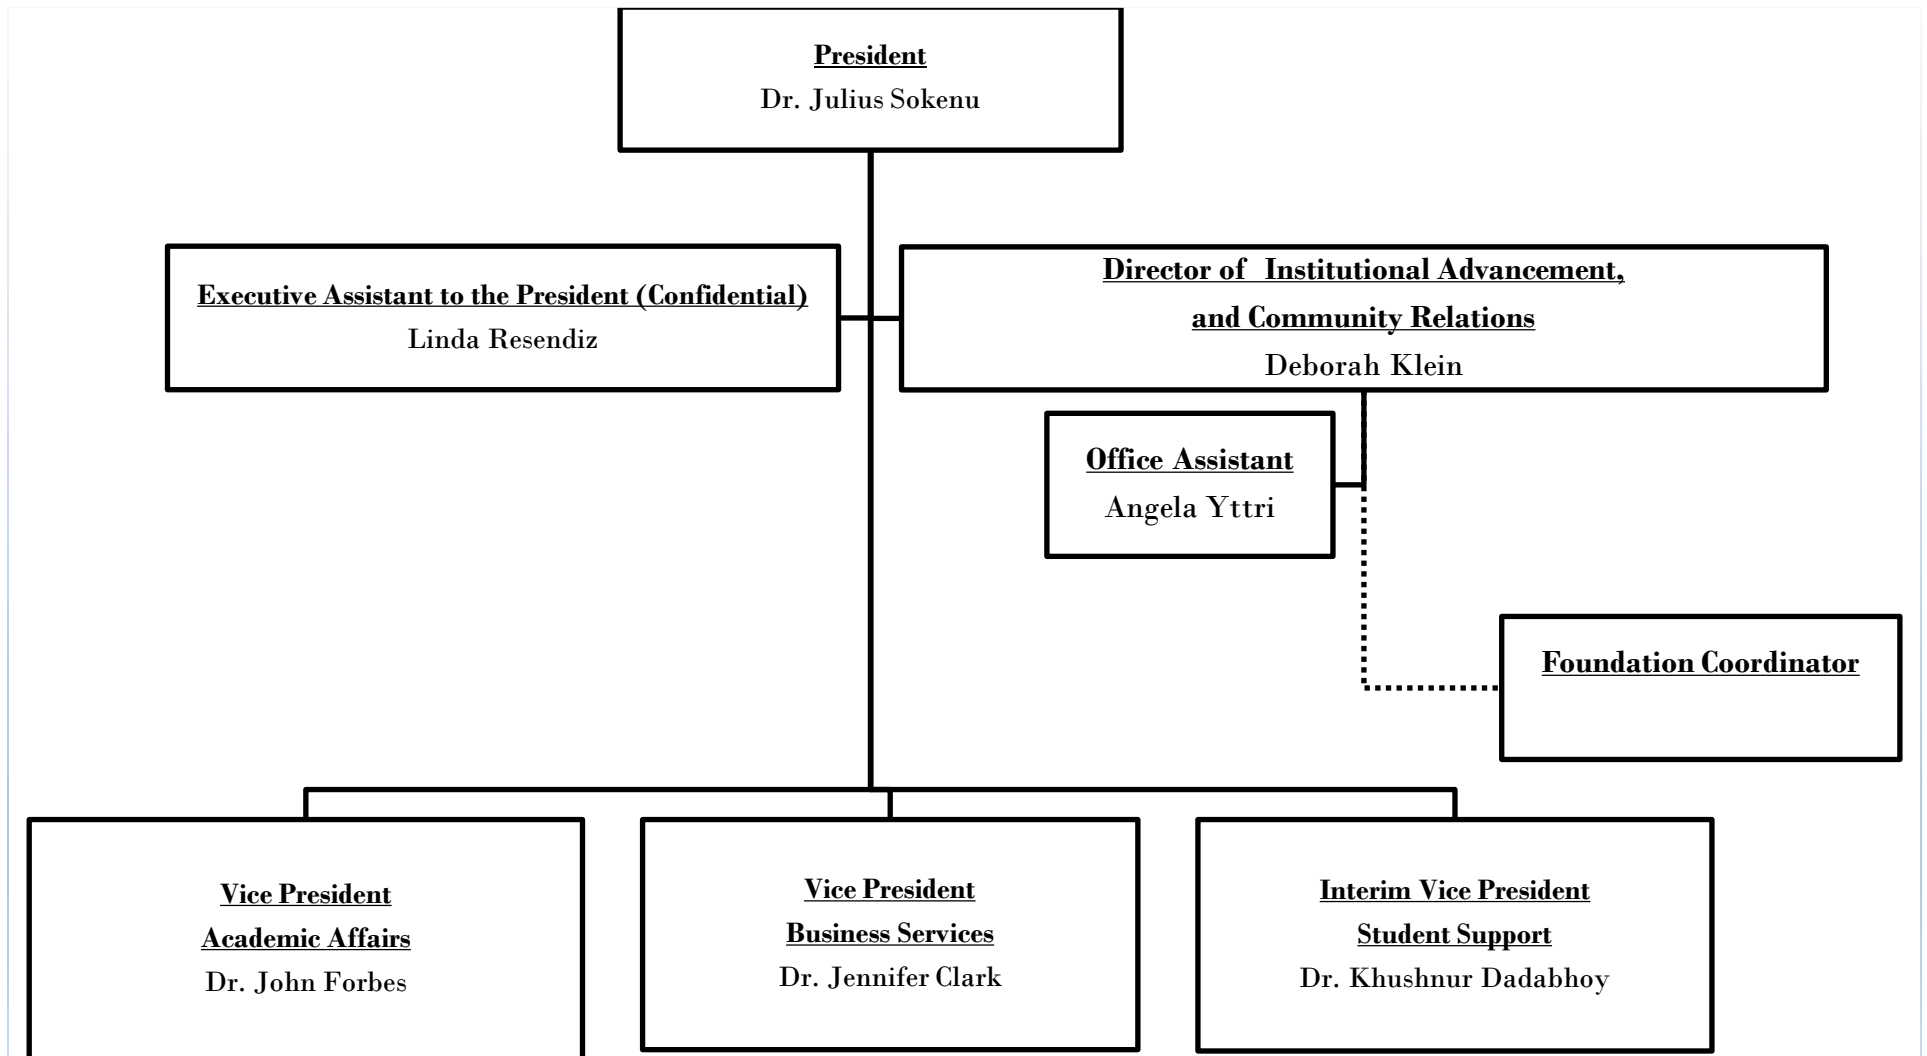 President
Dr. Julius Sokenu
Executive Assistant to the President (Confidential)
Linda Resendiz
Director of Institutional Advancement,
and Community Relations
Deborah Klein
Office Assistant
Angela Yttri
Foundation Coordinator
Vice President
Academic Affairs
Dr. John Forbes
Vice President
Business Services
Dr. Jennifer Clark
Interim Vice President
Student Support
Dr. Khushnur Dadabhoy